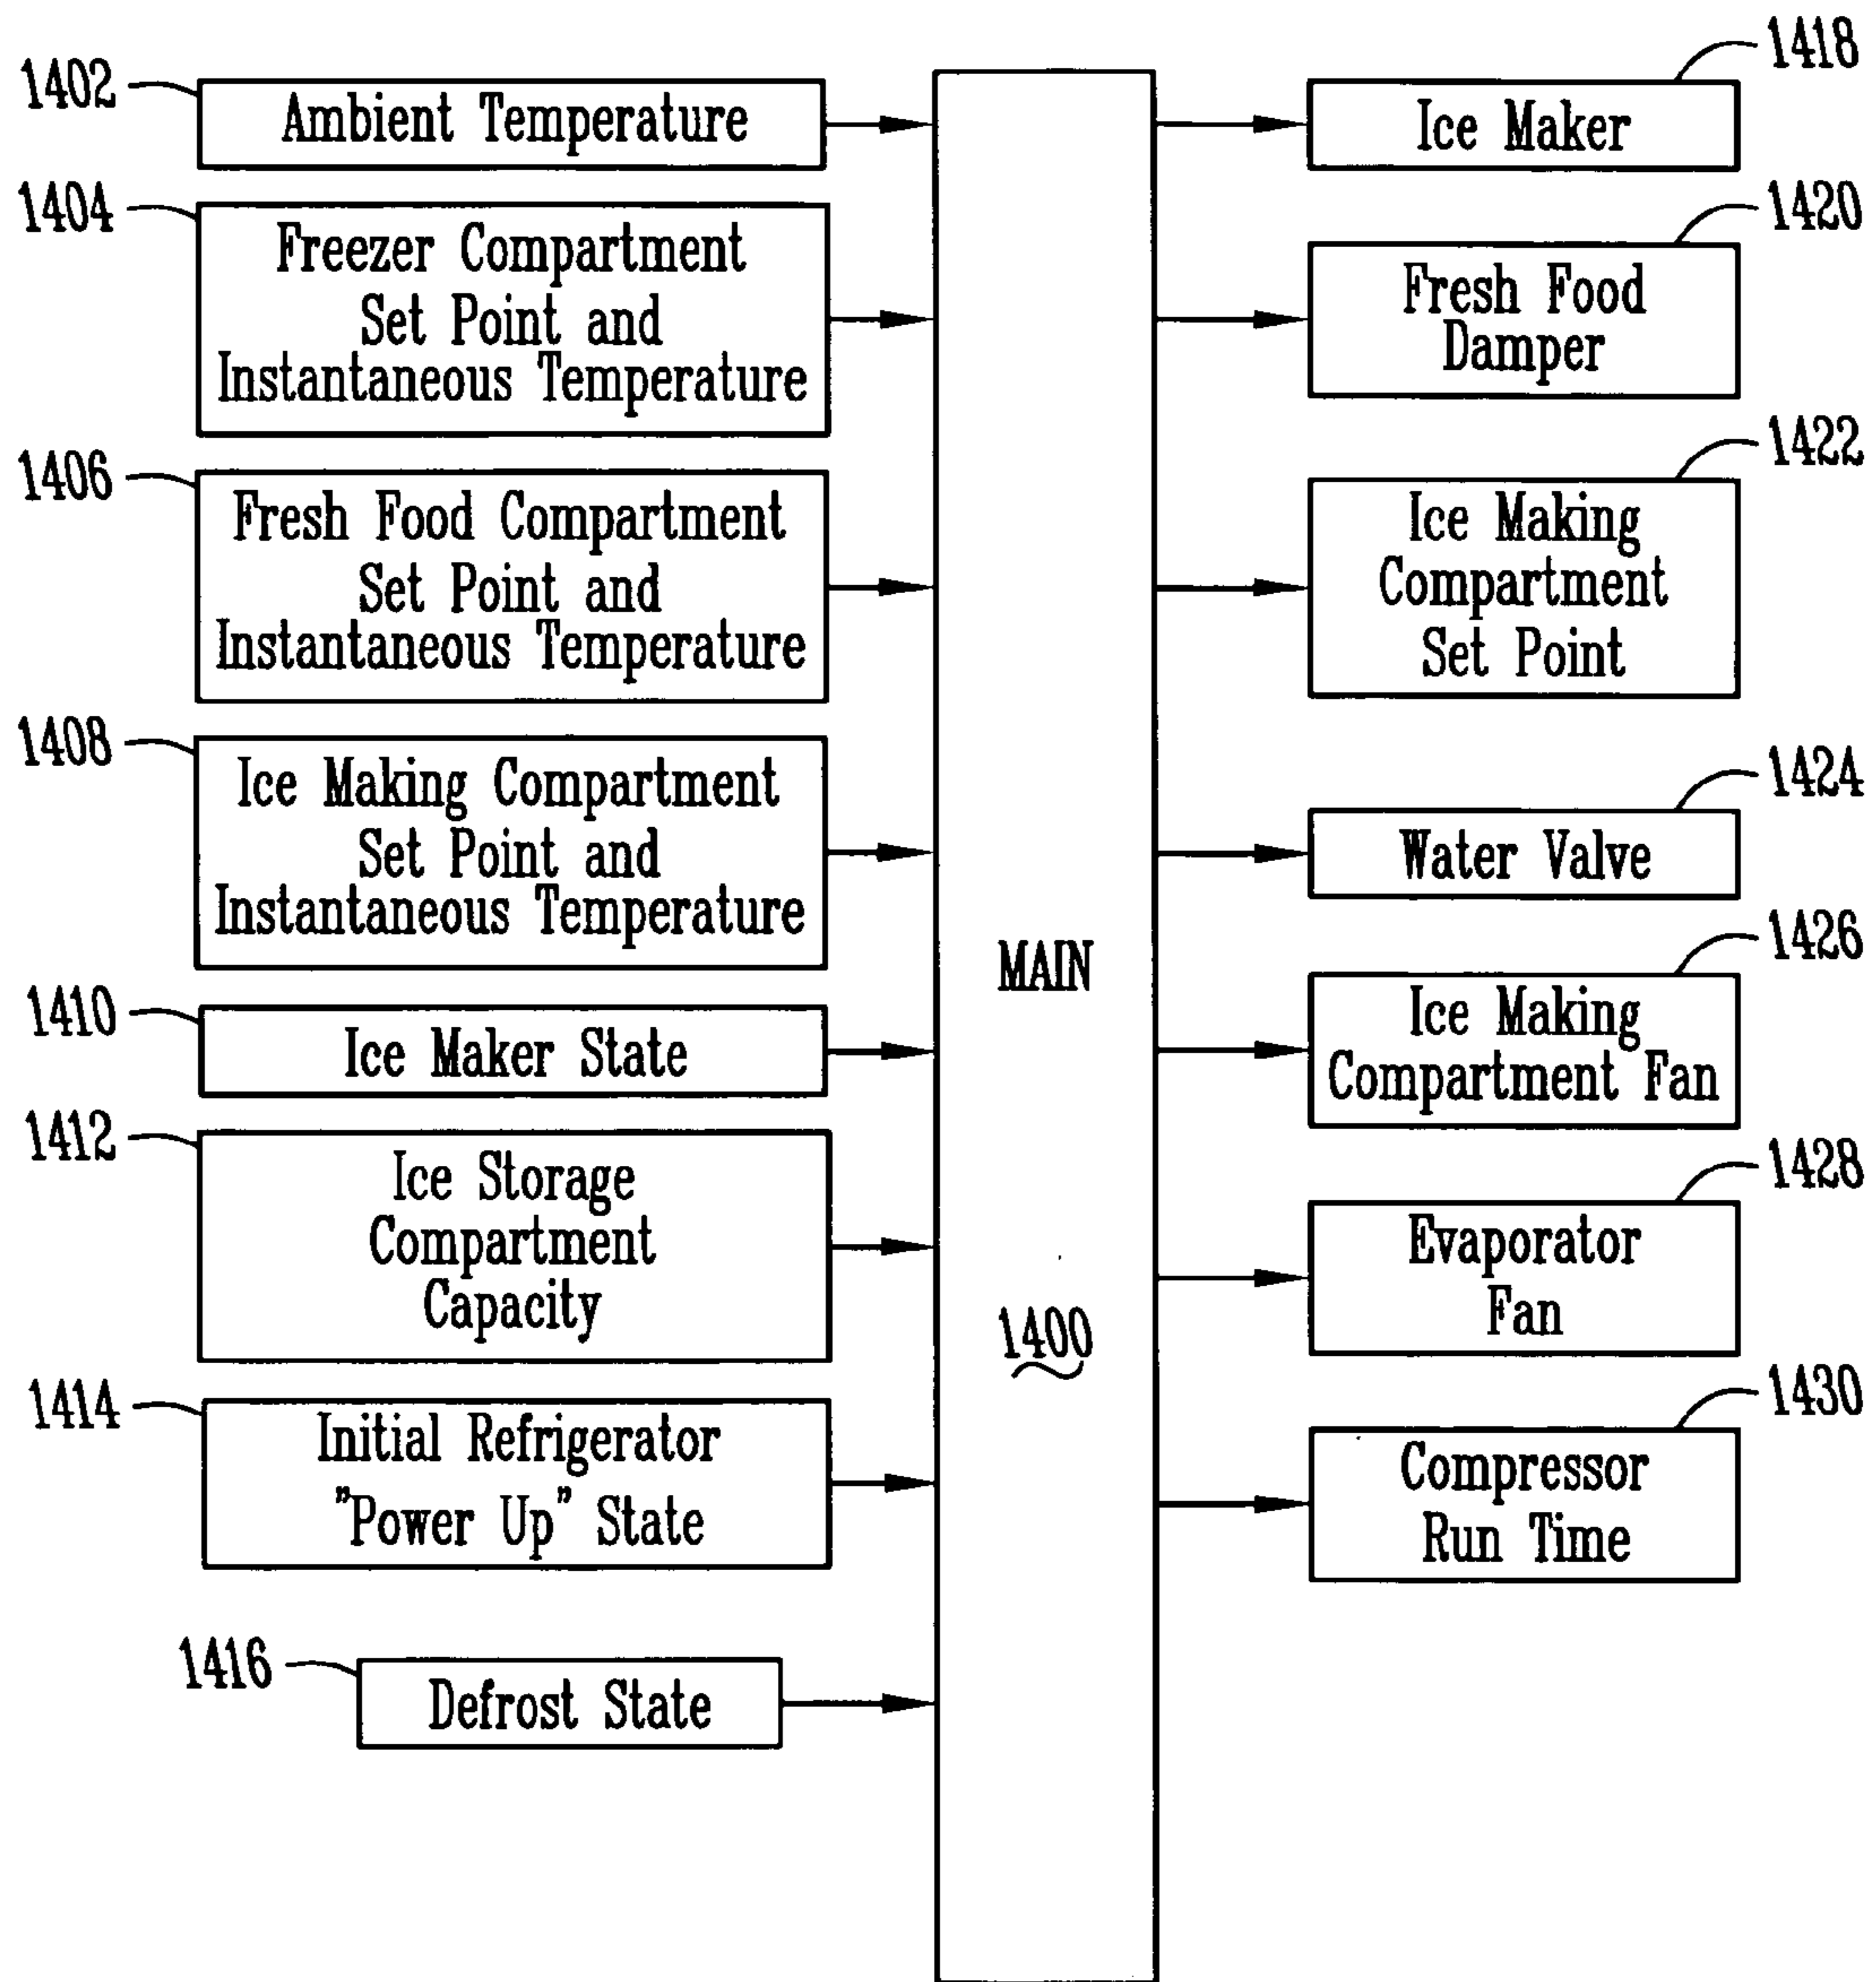 1402
Ambient Temperature
1404
Freezer Compartment
Set Point and
Instantaneous Temperature
1406
Fresh Food Compartment
Set Point and
Instantaneous Temperature
1408
Ice Making Compartment
Set Point and
Instantaneous Temperature
1410
Ice Maker State
1412
Ice Storage
Compartment
Capacity
1414
Initial Refrigerator
"Power Up" State
1416
Defrost State
MAIN
1400
1418
Ice Maker
1420
Fresh Food
Damper
1422
Ice Making
Compartment
Set Point
1424
Water Valve
1426
Ice Making
Compartment Fan
1428
Evaporator
Fan
1430
Compressor
Run Time